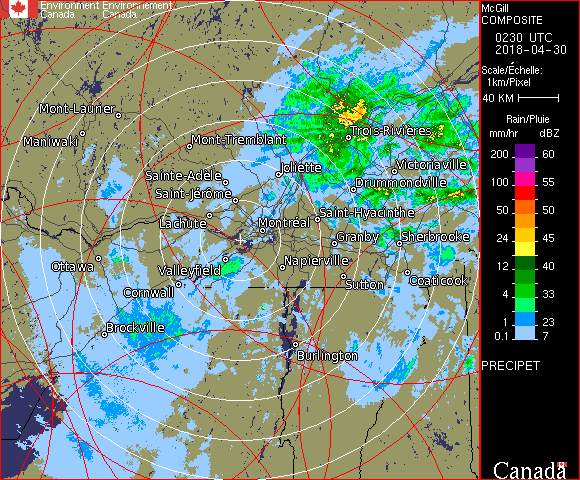 Environment Environnement
Canada Canada
McGill
COMPOSITE
0230 UTC
2018-04-30
Scale/Échelle:
1km/Pixel
40 KM
Rain/Pluie
mm/hr dBZ
200 60
100 55
50 50
24 45
12 40
4 33
1 23
0.1 7
PRECIPET
Canada
Mont-Laurier
Maniwaki
Mont-Tremblant
Trois-Rivières
Joliette
Victoriaville
Sainte-Adèle
Drummondville
Saint-Jérôme
Lachute
Saint-Hyacinthe
Montréal
Granby
Sherbrooke
Ottawa
Valleyfield
Napierville
Cornwall
Sutton
Coaticook
Brockville
Burlington